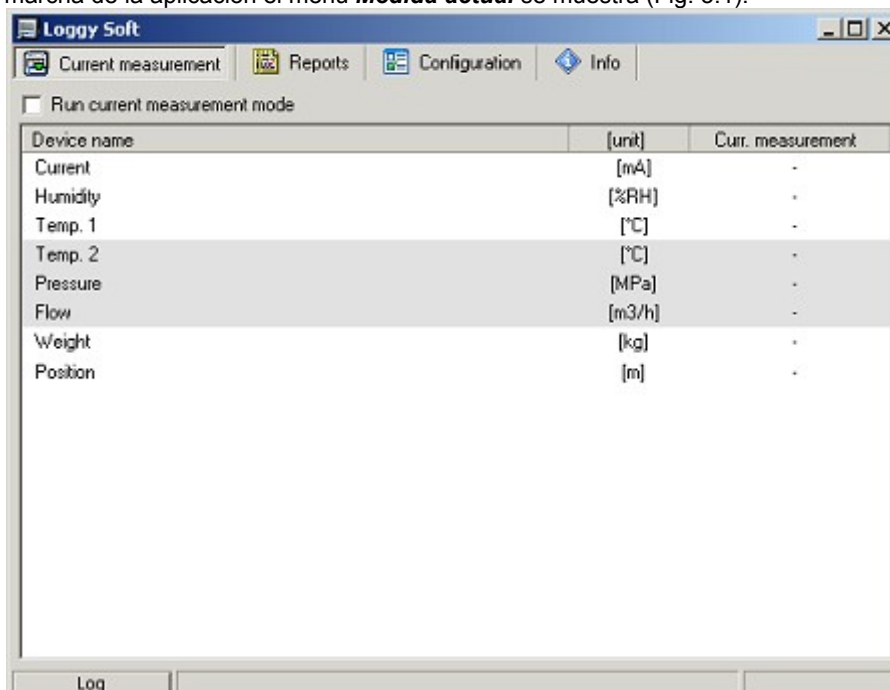 marcha de la aplicación el menú Medida actual se muestra (Fig. 5.1).
Loggy Soft
Current measurement Reports Configuration Info
Run current measurement mode
Device name [unit] Curr. measurement
Current [mA] -
Humidity [%RH] -
Temp. 1 [°C] -
Temp. 2 [°C] -
Pressure [MPa] -
Flow [m3/h] -
Weight [kg] -
Position [m] -
Log